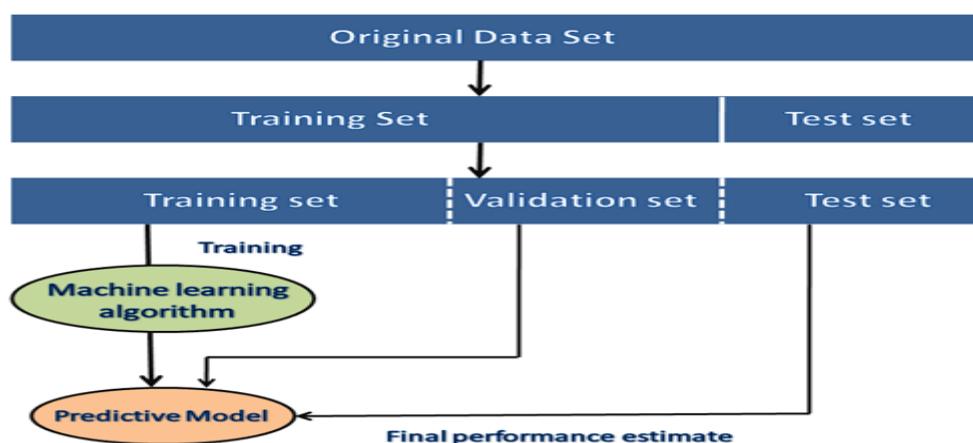 Original Data Set
Training Set
Test set
Training set
Validation set
Test set
Training
Machine learning
algorithm
Predictive Model
Final performance estimate